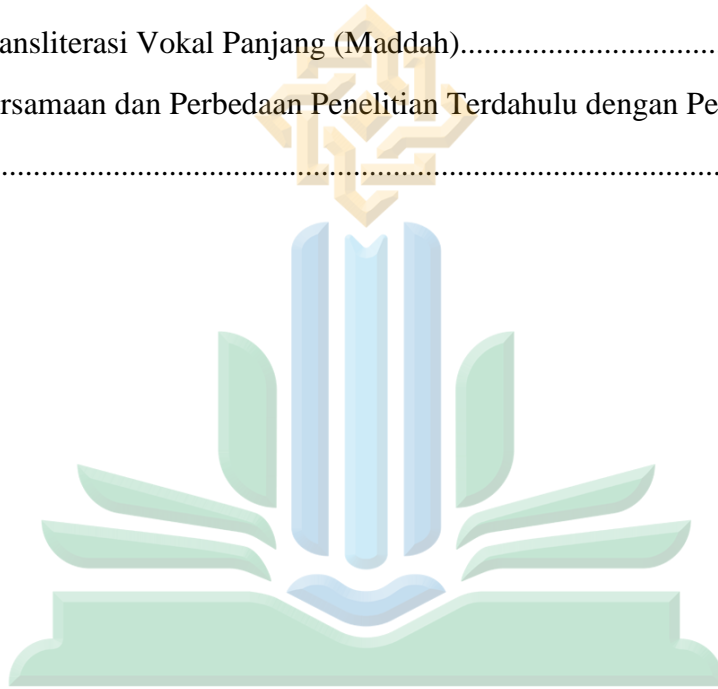 ansliterasi Vokal Panjang (Maddah)................................
rsamaan dan Perbedaan Penelitian Terdahulu dengan Pe
.............................................................................................